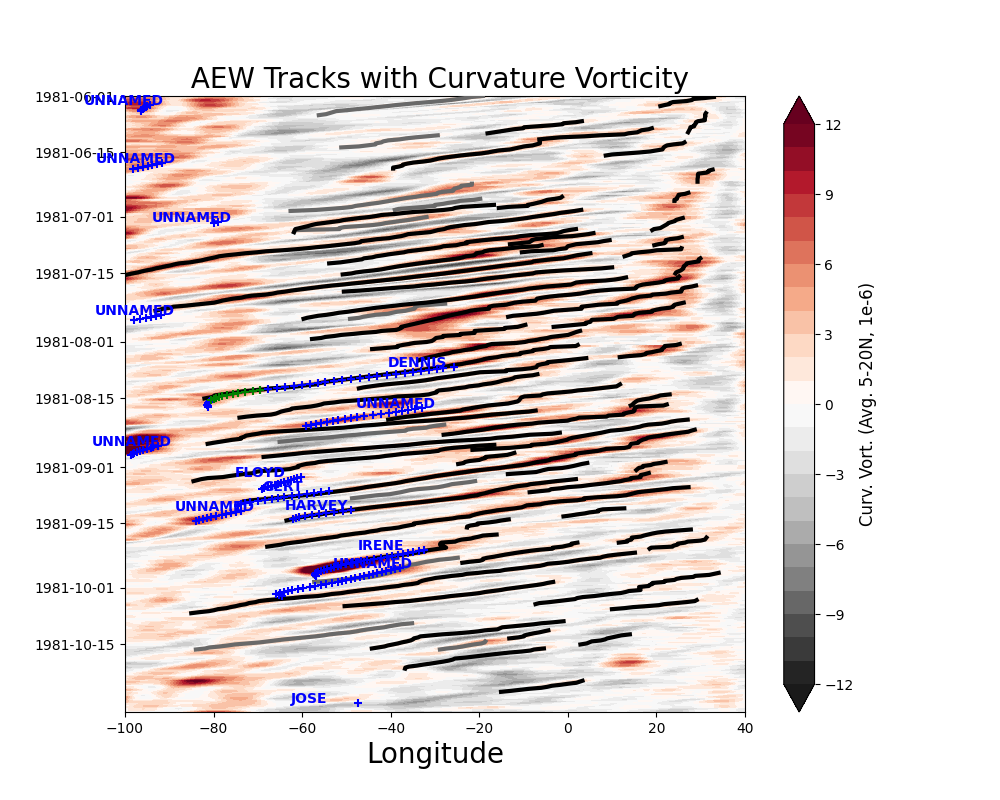 AEW Tracks with Curvature Vorticity
1981-06-01
UNNAMED
1981-06-15
UNNAMED
1981-07-01
UNNAMED
1981-07-15
UNNAMED
1981-08-01
DENNIS
1981-08-15
UNNAMED
UNNAMED
1981-09-01
FLOYD
GERT
UNNAMED
HARVEY
1981-09-15
IRENE
UNNAMED
1981-10-01
1981-10-15
JOSE
−100 −80 −60 −40 −20 0 20 40
Longitude
12
9
6
3
0
−3
−6
−9
−12
Curv. Vort. (Avg. 5-20N, 1e-6)